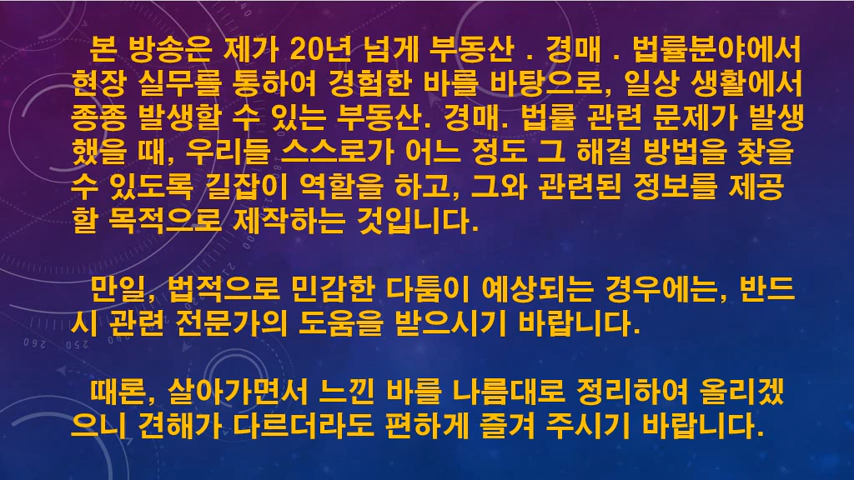 본 방송은 제가 20년 넘게 부동산 . 경매 . 법률분야에서
현장 실무를 통하여 경험한 바를 바탕으로, 일상 생활에서
종종 발생할 수 있는 부동산. 경매. 법률 관련 문제가 발생
했을 때, 우리들 스스로가 어느 정도 그 해결 방법을 찾을
수 있도록 길잡이 역할을 하고, 그와 관련된 정보를 제공
할 목적으로 제작하는 것입니다.
만일, 법적으로 민감한 다툼이 예상되는 경우에는, 반드
시 관련 전문가의 도움을 받으시기 바랍니다.
때론, 살아가면서 느낀 바를 나름대로 정리하여 올리겠
으니 견해가 다르더라도 편하게 즐겨 주시기 바랍니다.